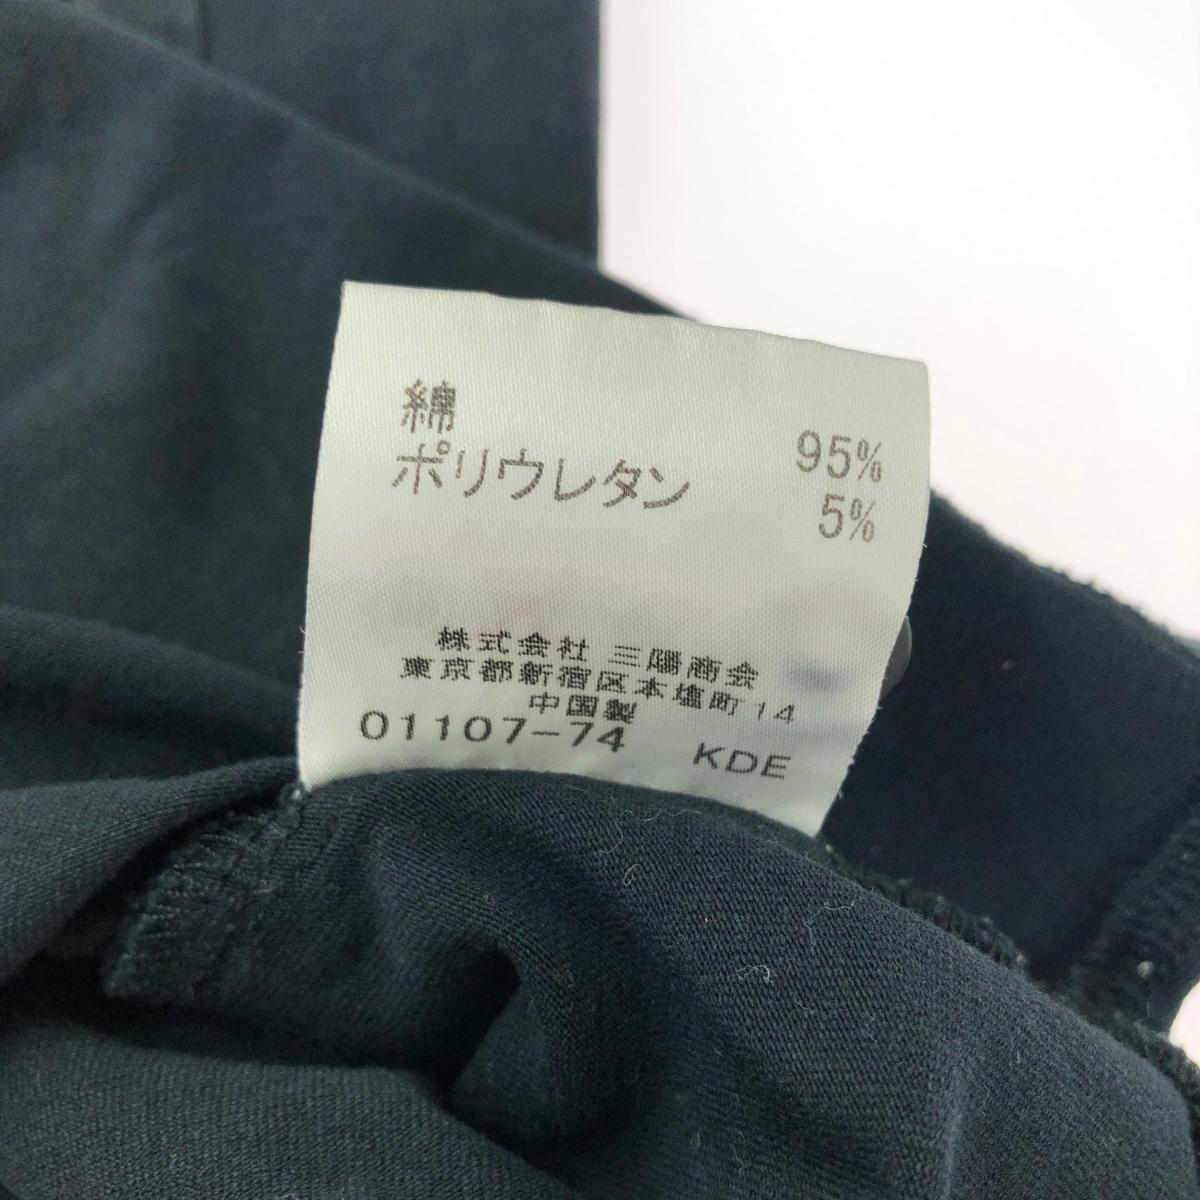 綿 95%
ポリウレタン 5%
株式会社 三陽商会
東京都新宿区本塩町14
中国製
01107-74 KDE